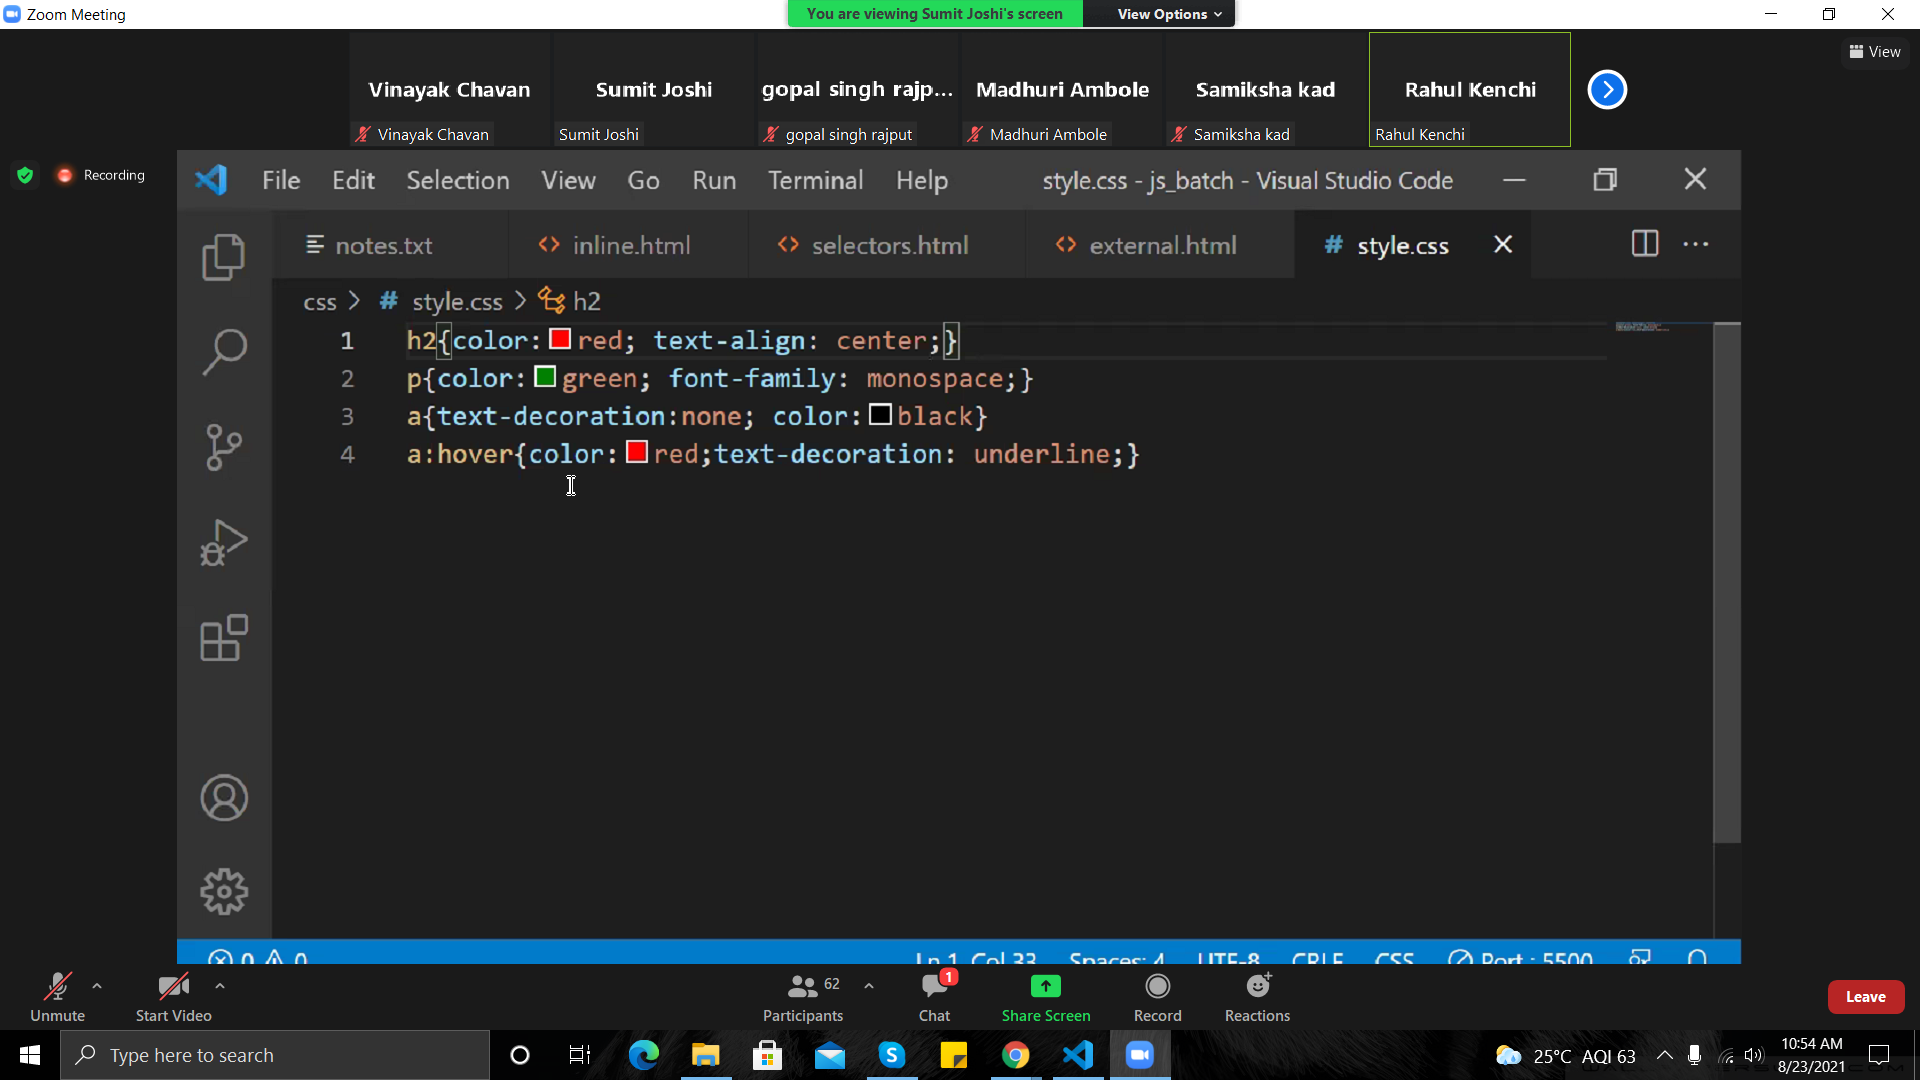 Zoom Meeting
You are viewing Sumit Joshi's screen
View Options
View
Vinayak Chavan
Sumit Joshi
gopal singh rajp...
Madhuri Ambole
Samiksha kad
Rahul Kenchi
Vinayak Chavan
Sumit Joshi
gopal singh rajput
Madhuri Ambole
Samiksha kad
Rahul Kenchi
Recording
File Edit Selection View Go Run Terminal Help
style.css - js_batch - Visual Studio Code
notes.txt
inline.html
selectors.html
external.html
# style.css
css > # style.css > h2
1 h2{color:red; text-align: center;}
2 p{color:green; font-family: monospace;}
3 a{text-decoration:none; color:black}
4 a:hover{color:red;text-decoration: underline;}
0 0
Ln 1, Col 33 Spaces: 4 UTF-8 CRLF CSS Port : 5500
Unmute
Start Video
62
Participants
1
Chat
Share Screen
Record
Reactions
Leave
Type here to search
25°C AQI 63
10:54 AM
8/23/2021